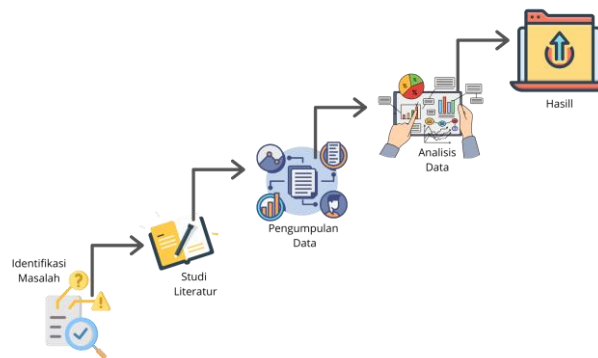 Identifikasi
Masalah
Studi
Literatur
Pengumpulan
Data
Analisis
Data
Hasill